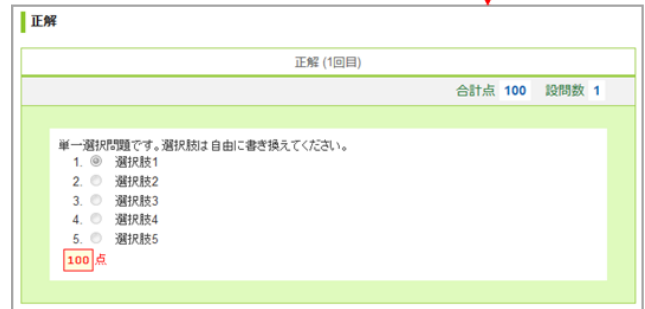 正解
正解 (1回目)
合計点 100 設問数 1
単一選択問題です。選択肢は自由に書き換えてください。
1. 選択肢1
2. 選択肢2
3. 選択肢3
4. 選択肢4
5. 選択肢5
100 点